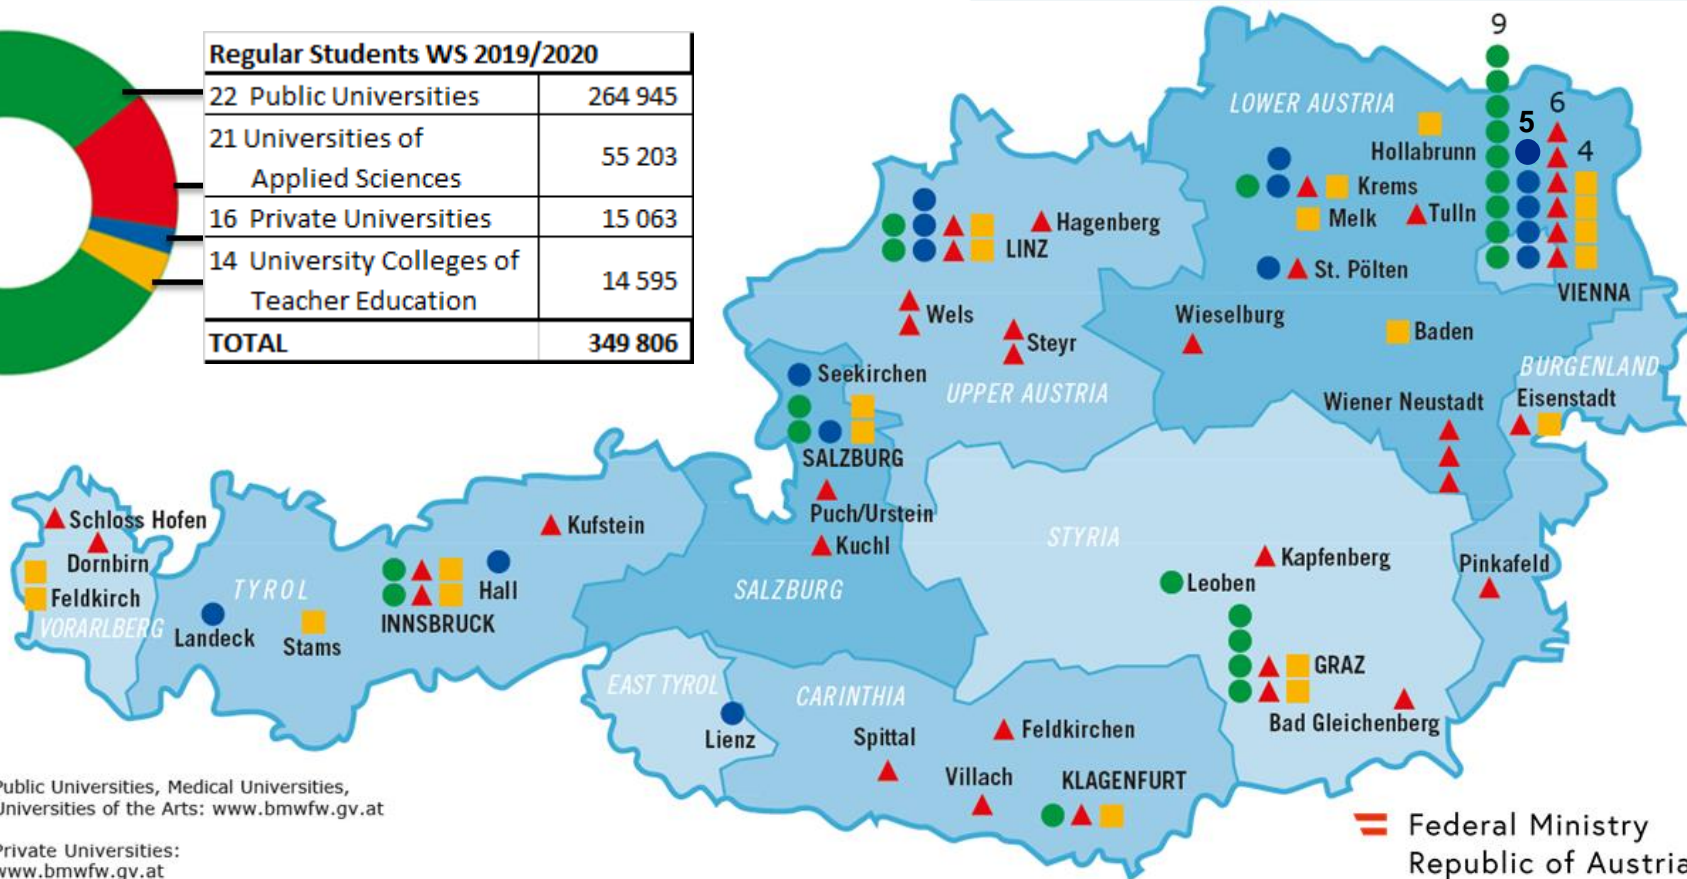 Regular Students WS 2019/2020
22 Public Universities 264 945
21 Universities of
Applied Sciences 55 203
16 Private Universities 15 063
14 University Colleges of
Teacher Education 14 595
TOTAL 349 806
9
LOWER AUSTRIA
6
5
4
Hollabrunn
Krems
Melk
Tulln
Hagenberg
LINZ
St. Pölten
VIENNA
Wels
Steyr
Wieselburg
Baden
BURGENLAND
Seekirchen
UPPER AUSTRIA
Wiener Neustadt
Eisenstadt
SALZBURG
Puch/Urstein
Kuchl
Schloss Hofen
Dornbirn
Feldkirch
VORARLBERG
TYROL
Kufstein
Hall
INNSBRUCK
Landeck
Stams
SALZBURG
STYRIA
Kapfenberg
Leoben
Pinkafeld
GRAZ
Bad Gleichenberg
EAST TYROL
Lienz
CARINTHIA
Spittal
Feldkirchen
Villach
KLAGENFURT
Public Universities, Medical Universities,
Universities of the Arts: www.bmwfw.gv.at
Private Universities:
www.bmwfw.gv.at
Federal Ministry
Republic of Austria